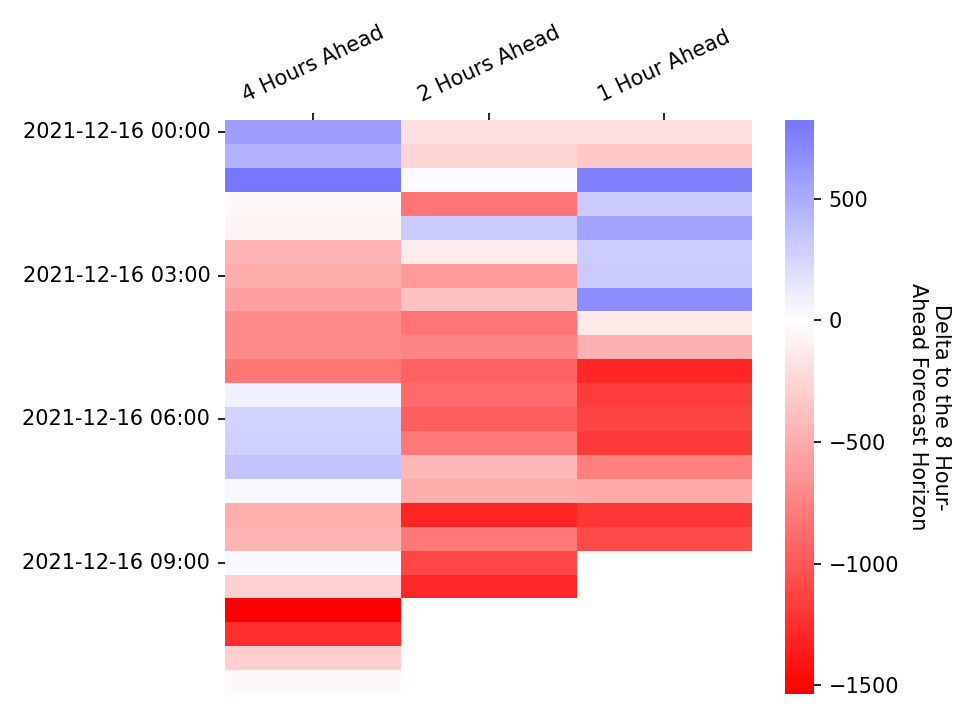 4 Hours Ahead
2 Hours Ahead
1 Hour Ahead
2021-12-16 00:00
2021-12-16 03:00
2021-12-16 06:00
2021-12-16 09:00
500
0
−500
−1000
−1500
Delta to the 8 Hour-
Ahead Forecast Horizon